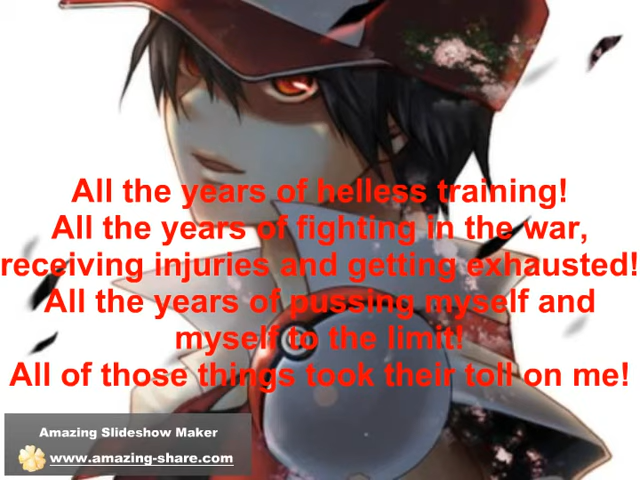 All the years of helless training!
All the years of fighting in the war,
receiving injuries and getting exhausted!
All the years of pussing myself and
myself to the limit!
All of those things took their toll on me!
Amazing Slideshow Maker
www.amazing-share.com